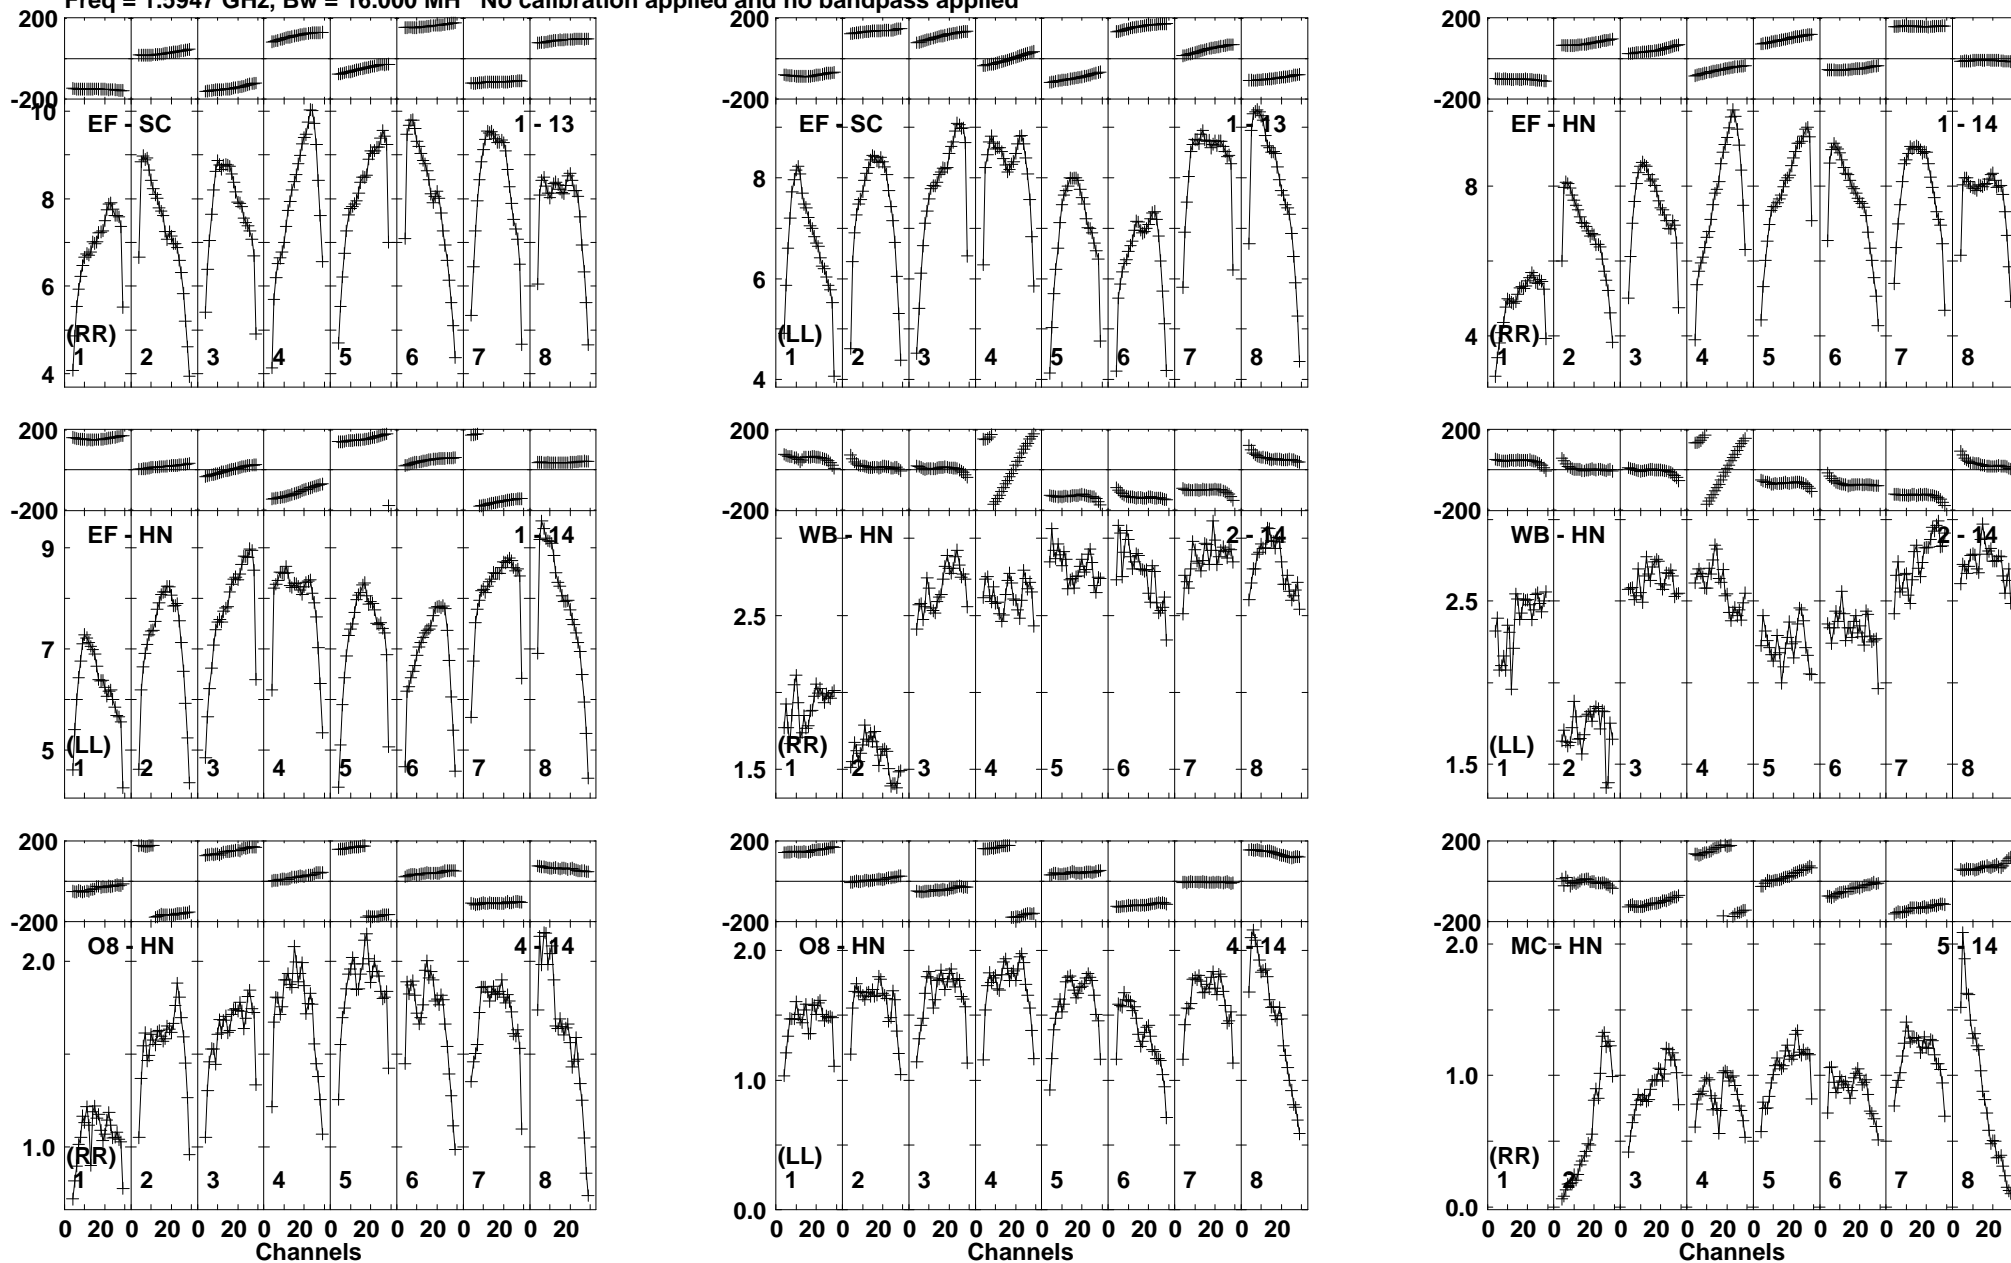 Freq = 1.5947 GHz, Bw = 16.000 MH No calibration applied and no bandpass applied
200
-200
10
8
6
4
EF - SC
1 - 13
(RR)
1 2 3 4 5 6 7 8
200
-200
8
6
4
EF - SC
1 - 13
(LL)
1 2 3 4 5 6 7 8
200
-200
8
4
EF - HN
1 - 14
(RR)
1 2 3 4 5 6 7 8
200
-200
9
7
5
EF - HN
1 - 14
(LL)
1 2 3 4 5 6 7 8
200
-200
2.5
1.5
WB - HN
2 - 14
(RR)
1 2 3 4 5 6 7 8
200
-200
2.5
1.5
WB - HN
2 - 14
(LL)
1 2 3 4 5 6 7 8
200
-200
2.0
1.0
O8 - HN
4 - 14
(RR)
1 2 3 4 5 6 7 8
0 20 0 20 0 20 0 20 0 20 0 20 0 20 0 20
Channels
200
-200
2.0
1.0
0.0
O8 - HN
4 - 14
(LL)
1 2 3 4 5 6 7 8
0 20 0 20 0 20 0 20 0 20 0 20 0 20 0 20
200
-200
2.0
1.0
0.0
MC - HN
5 - 14
(RR)
1 2 3 4 5 6 7 8
0 20 0 20 0 20 0 20 0 20 0 20 0 20 0 20
Channels